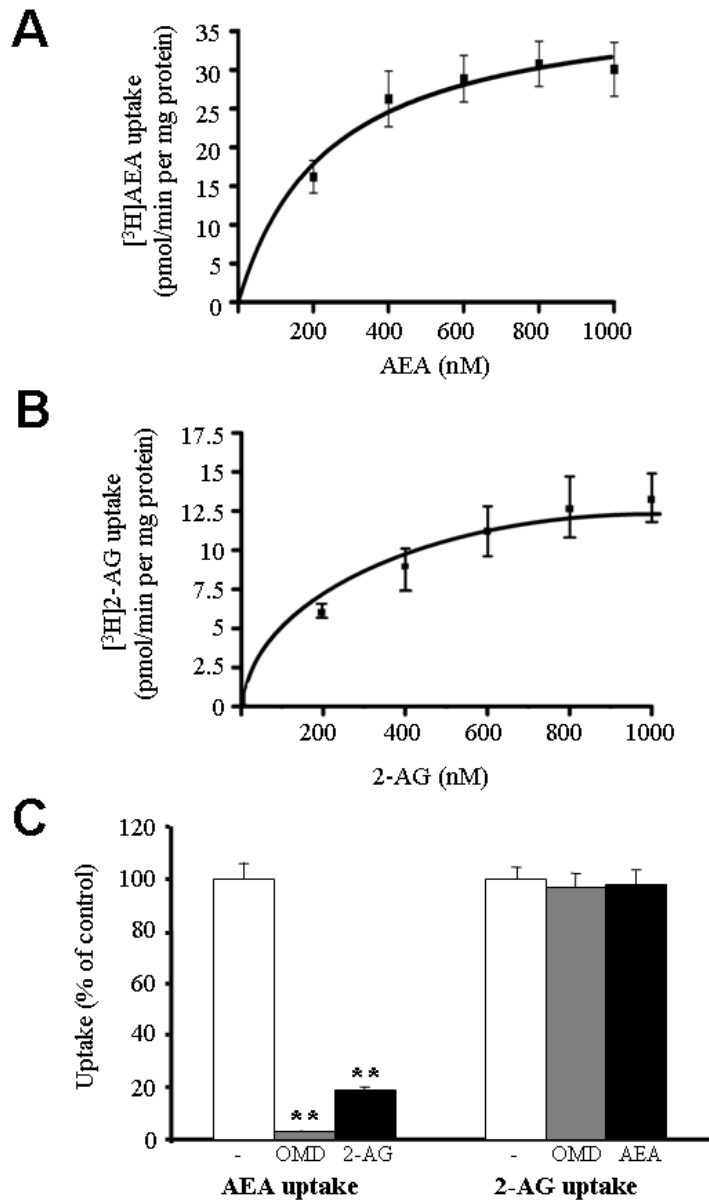 A
[³H]AEA uptake
(pmol/min per mg protein)
35
30
25
20
15
10
5
0
200 400 600 800 1000
AEA (nM)
B
[³H]2-AG uptake
(pmol/min per mg protein)
17.5
15
12.5
10
7.5
5
2.5
0
200 400 600 800 1000
2-AG (nM)
C
Uptake (% of control)
120
100
80
60
40
20
0
**
**
- OMD 2-AG - OMD AEA
AEA uptake 2-AG uptake